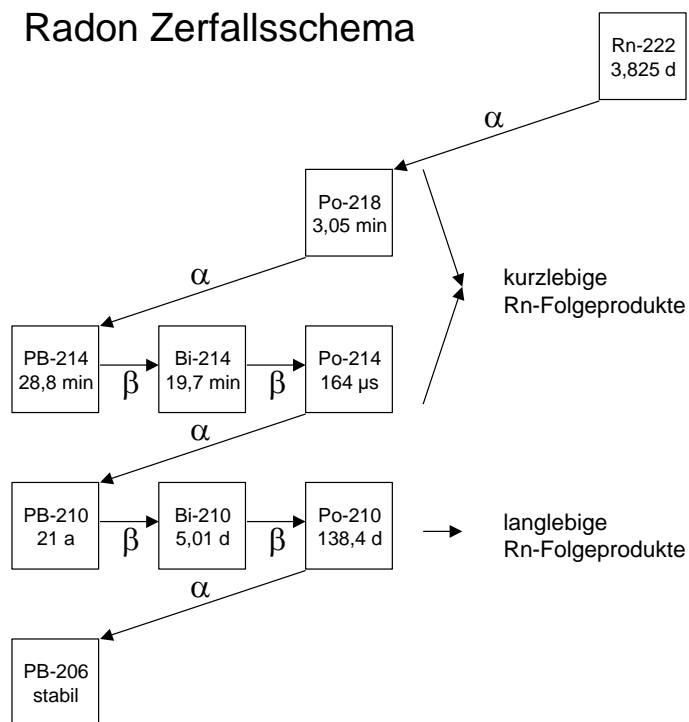 Radon Zerfallsschema
Rn-222
3,825 d
α
Po-218
3,05 min
α
kurzlebige
Rn-Folgeprodukte
PB-214
28,8 min
β
Bi-214
19,7 min
β
Po-214
164 µs
α
PB-210
21 a
β
Bi-210
5,01 d
β
Po-210
138,4 d
langlebige
Rn-Folgeprodukte
α
PB-206
stabil